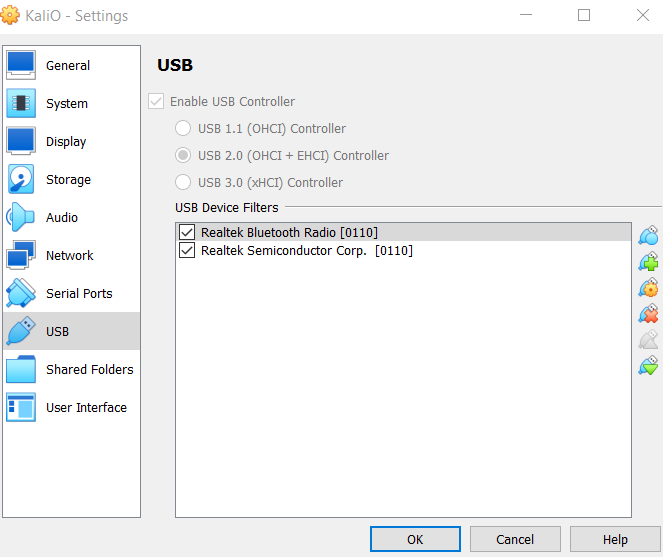 KaliO - Settings
General
System
Display
Storage
Audio
Network
Serial Ports
USB
Shared Folders
User Interface
USB
Enable USB Controller
USB 1.1 (OHCI) Controller
USB 2.0 (OHCI + EHCI) Controller
USB 3.0 (xHCI) Controller
USB Device Filters
Realtek Bluetooth Radio [0110]
Realtek Semiconductor Corp.  [0110]
OK
Cancel
Help